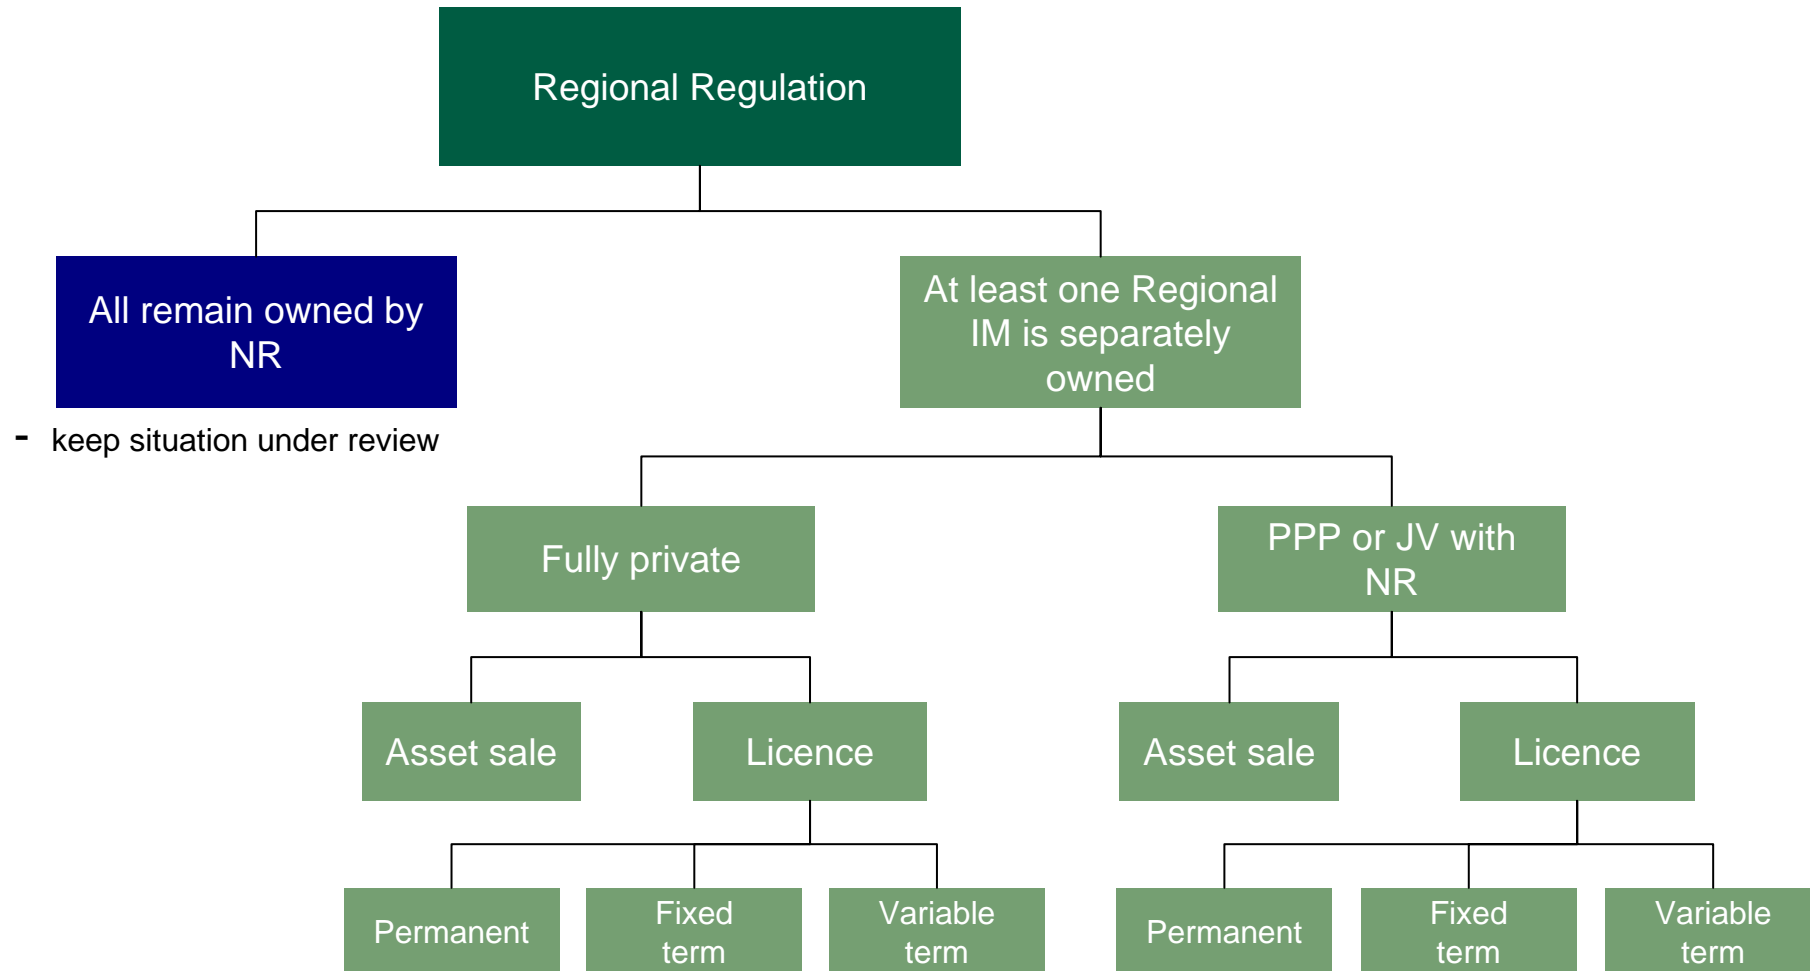 Regional Regulation
All remain owned by
NR
- keep situation under review
At least one Regional
IM is separately
owned
Fully private
PPP or JV with
NR
Asset sale
Licence
Asset sale
Licence
Permanent
Fixed
term
Variable
term
Permanent
Fixed
term
Variable
term